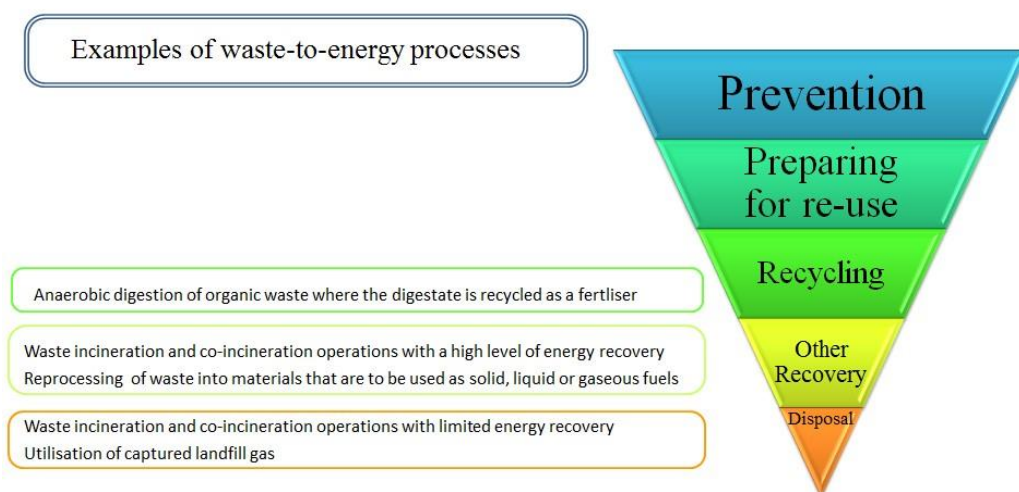 Examples of waste-to-energy processes
Prevention
Preparing
for re-use
Recycling
Anaerobic digestion of organic waste where the digestate is recycled as a fertliser
Other
Recovery
Waste incineration and co-incineration operations with a high level of energy recovery
Reprocessing of waste into materials that are to be used as solid, liquid or gaseous fuels
Disposal
Waste incineration and co-incineration operations with limited energy recovery
Utilisation of captured landfill gas